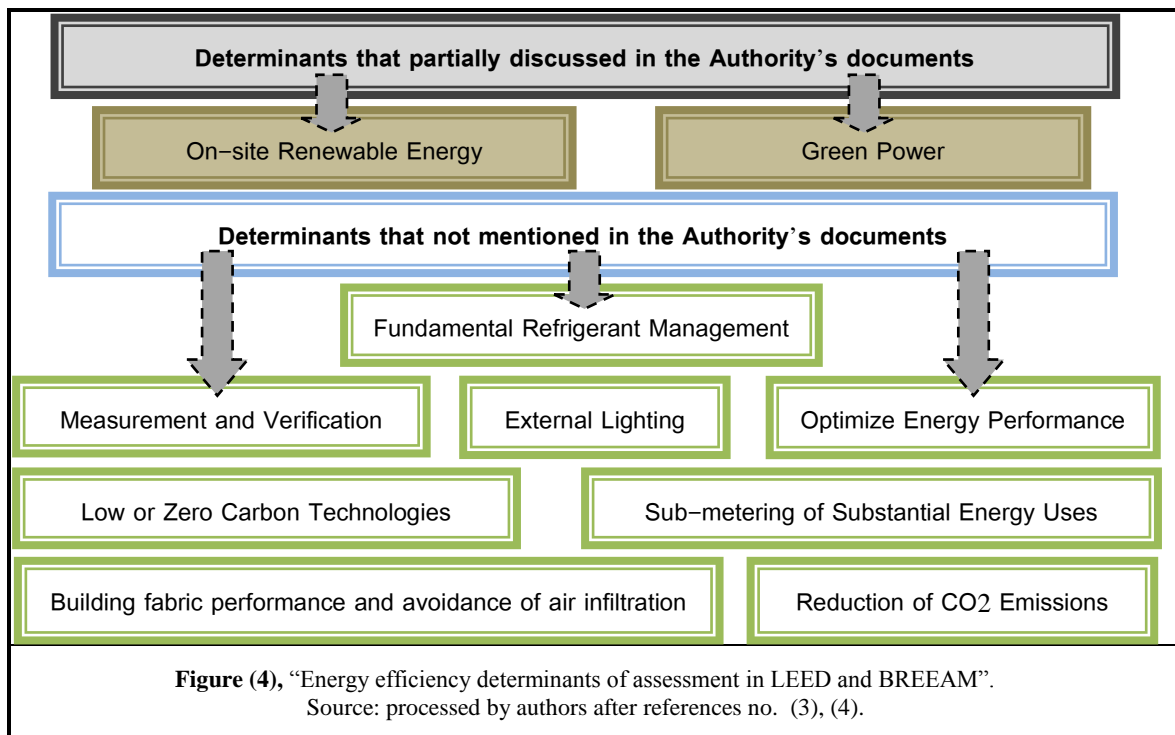 Determinants that partially discussed in the Authority's documents
On-site Renewable Energy
Green Power
Determinants that not mentioned in the Authority's documents
Fundamental Refrigerant Management
Measurement and Verification
External Lighting
Optimize Energy Performance
Low or Zero Carbon Technologies
Sub-metering of Substantial Energy Uses
Building fabric performance and avoidance of air infiltration
Reduction of CO2 Emissions
Figure (4), “Energy efficiency determinants of assessment in LEED and BREEAM”.
Source: processed by authors after references no. (3), (4).